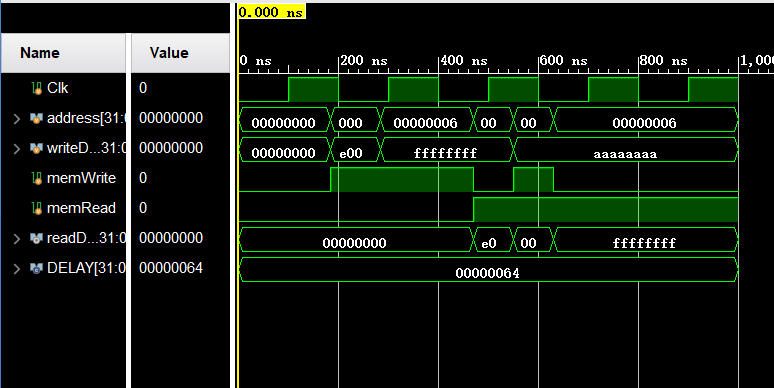 0.000 ns
Name Value
0 ns 200 ns 400 ns 600 ns 800 ns 1,00
Clk 0
address[31:0 00000000 00000000 000 00000006 00 00 00000006
writeD...31:0 00000000 00000000 e00 ffffffff aaaaaaaa
memWrite 0
memRead 0
readD...31:0 00000000 00000000 e0 00 ffffffff
DELAY[31:0 00000064 00000064